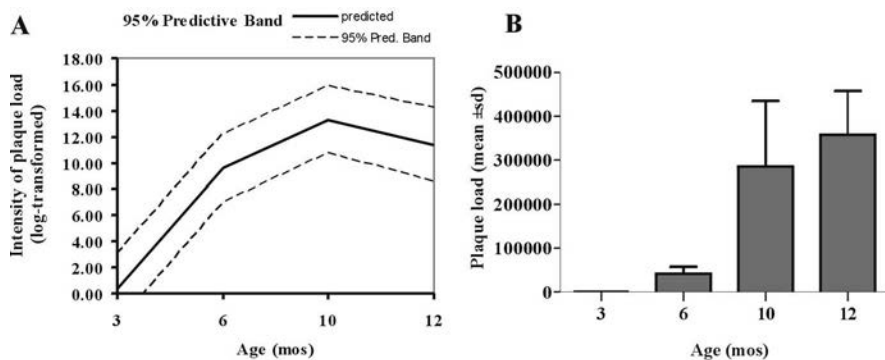 A
95% Predictive Band
predicted
95% Pred. Band
Intensity of plaque load
(log-transformed)
18.00
16.00
14.00
12.00
10.00
8.00
6.00
4.00
2.00
0.00
3 6 10 12
Age (mos)
B
Plaque load (mean ±sd)
500000
400000
300000
200000
100000
0
3 6 10 12
Age (mos)